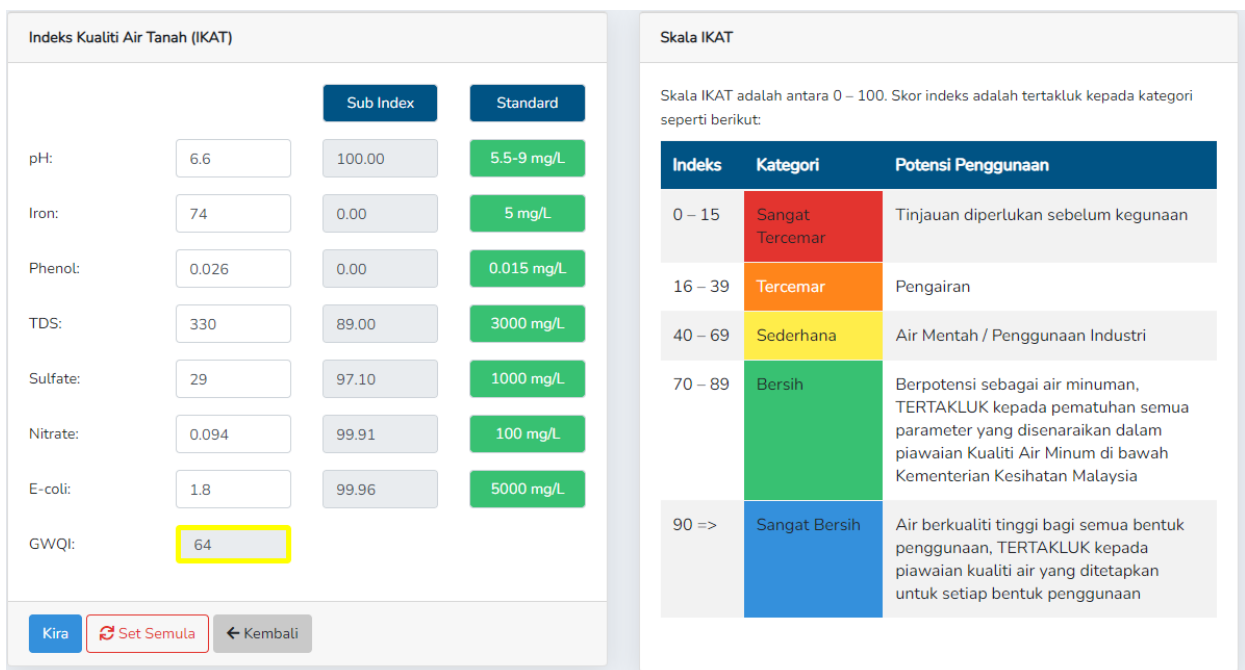 Indeks Kualiti Air Tanah (IKAT)
Sub Index Standard
pH: 6.6 100.00 5.5-9 mg/L
Iron: 74 0.00 5 mg/L
Phenol: 0.026 0.00 0.015 mg/L
TDS: 330 89.00 3000 mg/L
Sulfate: 29 97.10 1000 mg/L
Nitrate: 0.094 99.91 100 mg/L
E-coli: 1.8 99.96 5000 mg/L
GWQI: 64
Kira Set Semula Kembali
Skala IKAT
Skala IKAT adalah antara 0 – 100. Skor indeks adalah tertakluk kepada kategori
seperti berikut:
Indeks Kategori Potensi Penggunaan
0 – 15 Sangat Tinjauan diperlukan sebelum kegunaan
Tercemar
16 – 39 Tercemar Pengairan
40 – 69 Sederhana Air Mentah / Penggunaan Industri
70 – 89 Bersih Berpotensi sebagai air minuman,
TERTAKLUK kepada pematuhan semua
parameter yang disenaraikan dalam
piawaian Kualiti Air Minum di bawah
Kementerian Kesihatan Malaysia
90 => Sangat Bersih Air berkualiti tinggi bagi semua bentuk
penggunaan, TERTAKLUK kepada
piawaian kualiti air yang ditetapkan
untuk setiap bentuk penggunaan